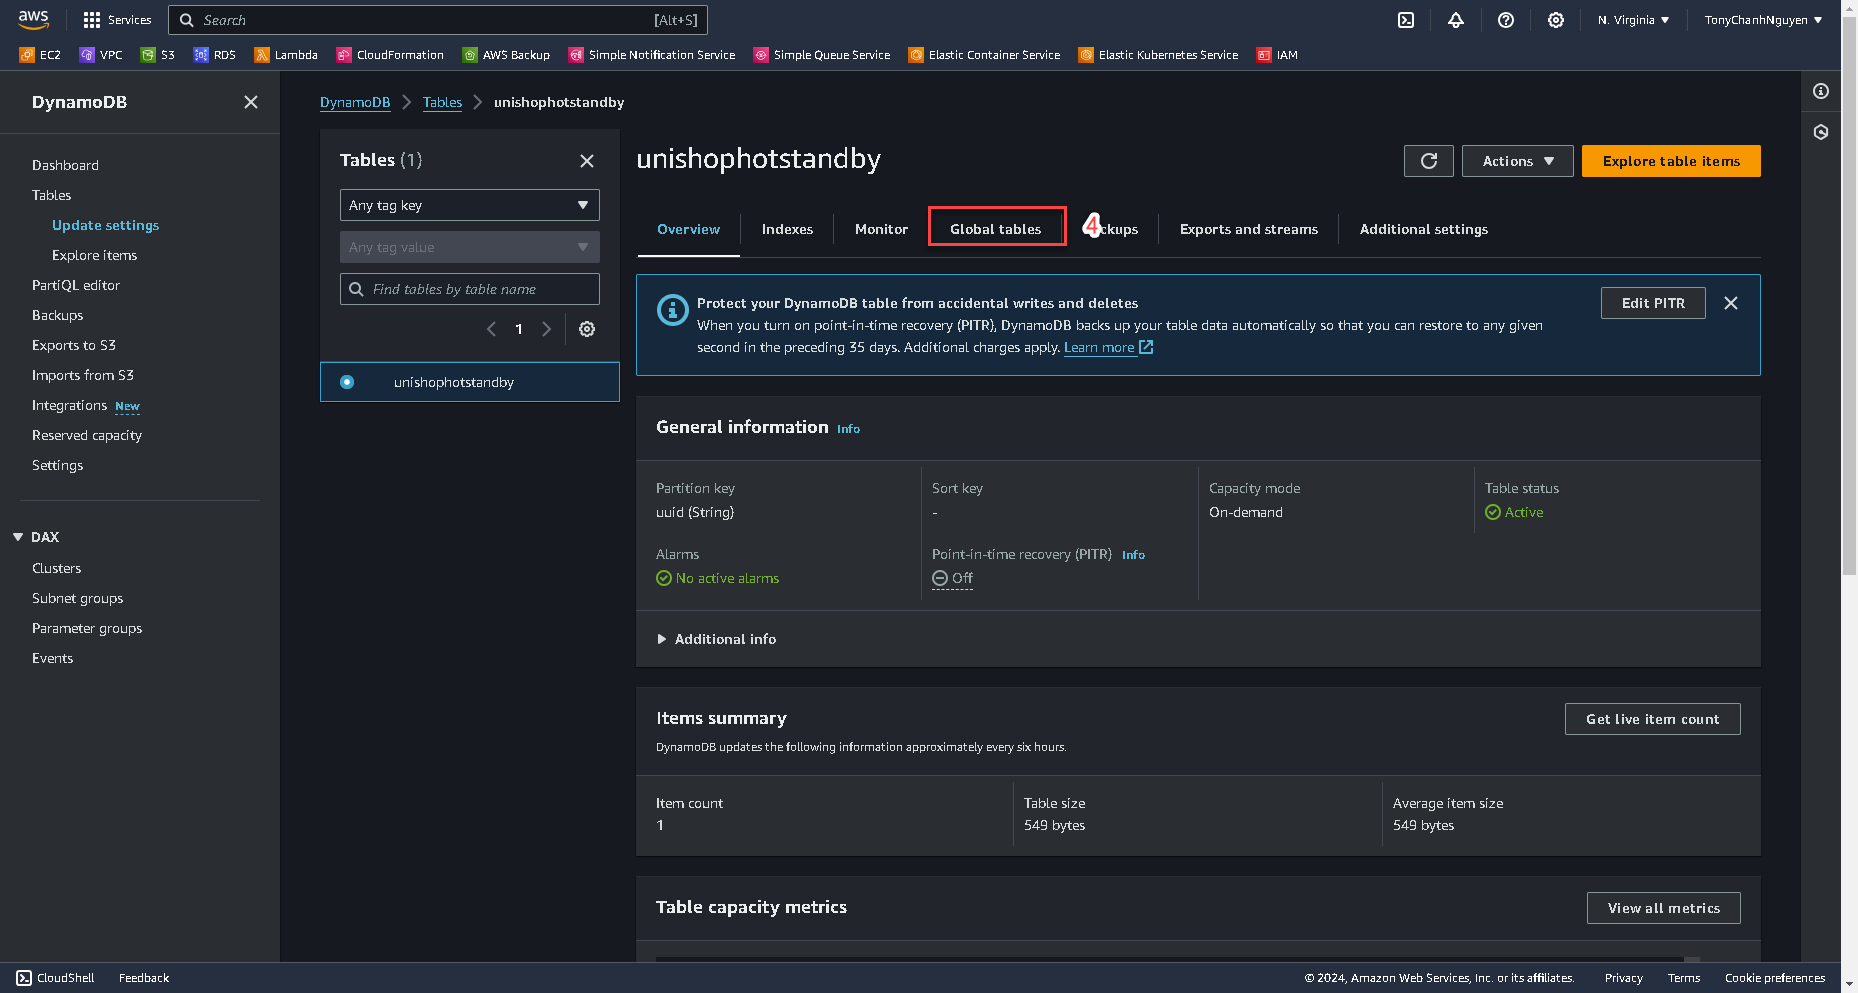 aws
Services
Search
[Alt+S]
N. Virginia
TonyChanhNguyen
EC2
VPC
S3
RDS
Lambda
CloudFormation
AWS Backup
Simple Notification Service
Simple Queue Service
Elastic Container Service
Elastic Kubernetes Service
IAM
DynamoDB
Dashboard
Tables
Update settings
Explore items
PartiQL editor
Backups
Exports to S3
Imports from S3
Integrations New
Reserved capacity
Settings
DAX
Clusters
Subnet groups
Parameter groups
Events
DynamoDB
Tables
unishophotstandby
Tables (1)
Any tag key
Any tag value
Find tables by table name
1
unishophotstandby
unishophotstandby
Actions
Explore table items
Overview
Indexes
Monitor
Global tables
4
ckups
Exports and streams
Additional settings
Protect your DynamoDB table from accidental writes and deletes
When you turn on point-in-time recovery (PITR), DynamoDB backs up your table data automatically so that you can restore to any given
second in the preceding 35 days. Additional charges apply. Learn more
Edit PITR
General information Info
Partition key
uuid (String)
Sort key
-
Capacity mode
On-demand
Table status
Active
Alarms
No active alarms
Point-in-time recovery (PITR) Info
Off
Additional info
Items summary
DynamoDB updates the following information approximately every six hours.
Get live item count
Item count
1
Table size
549 bytes
Average item size
549 bytes
Table capacity metrics
View all metrics
CloudShell
Feedback
© 2024, Amazon Web Services, Inc. or its affiliates.
Privacy
Terms
Cookie preferences